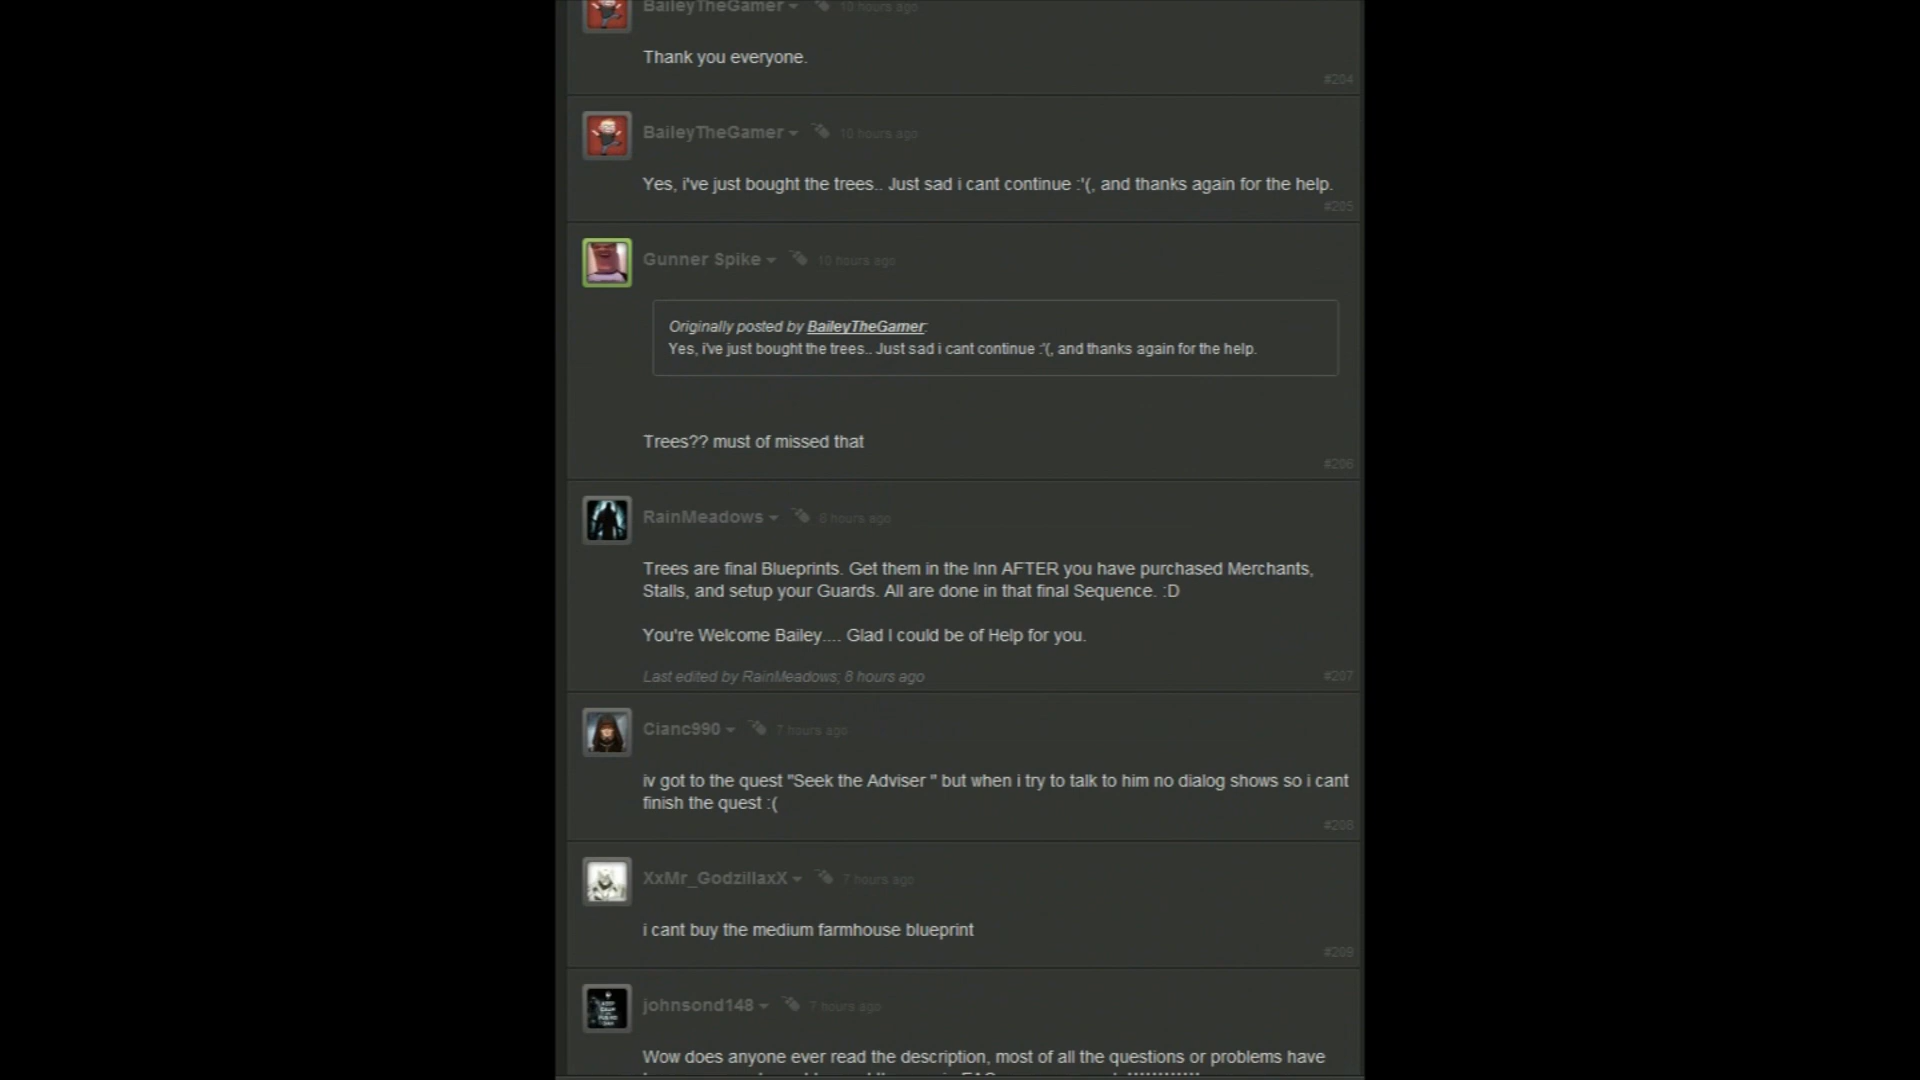 BaileyTheGamer 10 hours ago
Thank you everyone.
#204
BaileyTheGamer 10 hours ago
Yes, i've just bought the trees.. Just sad i cant continue :'(, and thanks again for the help.
#205
Gunner Spike 10 hours ago
Originally posted by BaileyTheGamer:
Yes, i've just bought the trees.. Just sad i cant continue :'(, and thanks again for the help.
Trees?? must of missed that
#206
RainMeadows 8 hours ago
Trees are final Blueprints. Get them in the Inn AFTER you have purchased Merchants,
Stalls, and setup your Guards. All are done in that final Sequence. :D
You're Welcome Bailey.... Glad I could be of Help for you.
Last edited by RainMeadows; 8 hours ago
#207
Cianc990 7 hours ago
iv got to the quest "Seek the Adviser " but when i try to talk to him no dialog shows so i cant
finish the quest :(
#208
XxMr_GodzillaxX 7 hours ago
i cant buy the medium farmhouse blueprint
#209
johnsond148 7 hours ago
Wow does anyone ever read the description, most of all the questions or problems have